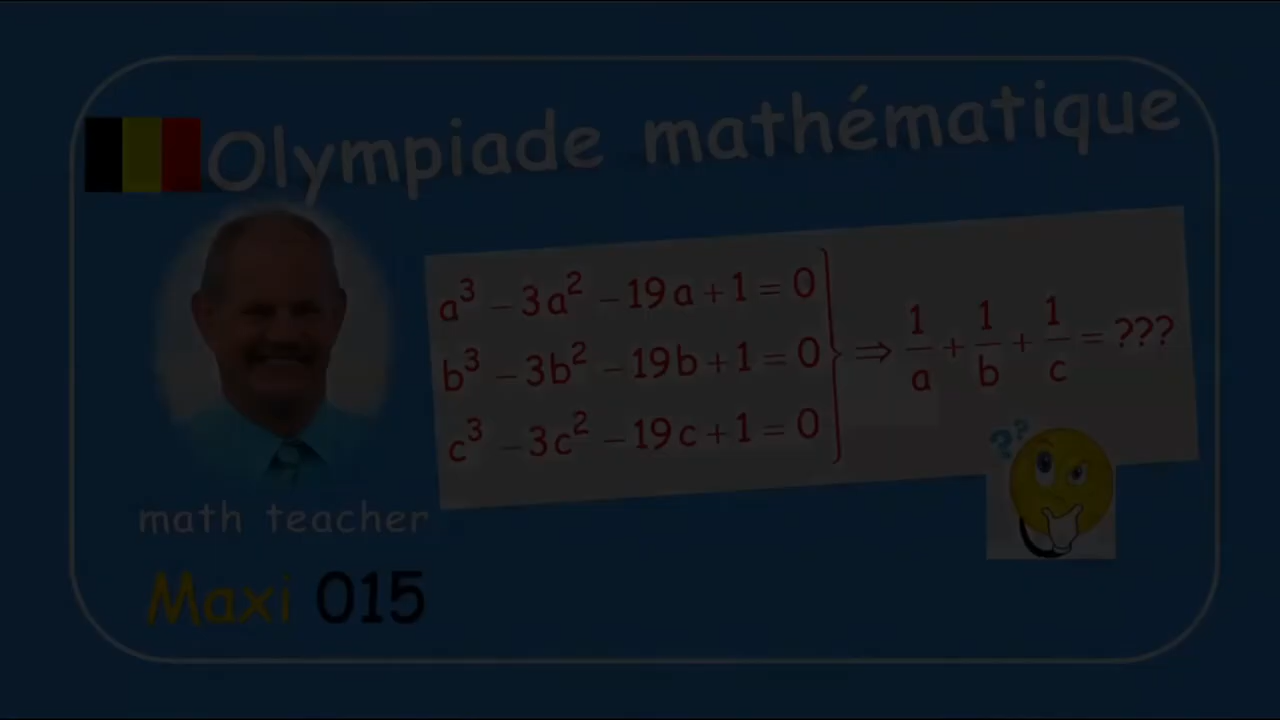 Olympiade mathématique
a³ – 3a² – 19a + 1 = 0
b³ – 3b² – 19b + 1 = 0
c³ – 3c² – 19c + 1 = 0
⇒ 1/a + 1/b + 1/c = ???
??
math teacher
Maxi 015